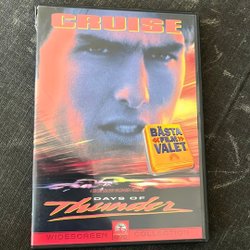 CRUISE
BÄSTA
FILM
VALET
DAYS OF
Thunder
WIDESCREEN COLLECTION